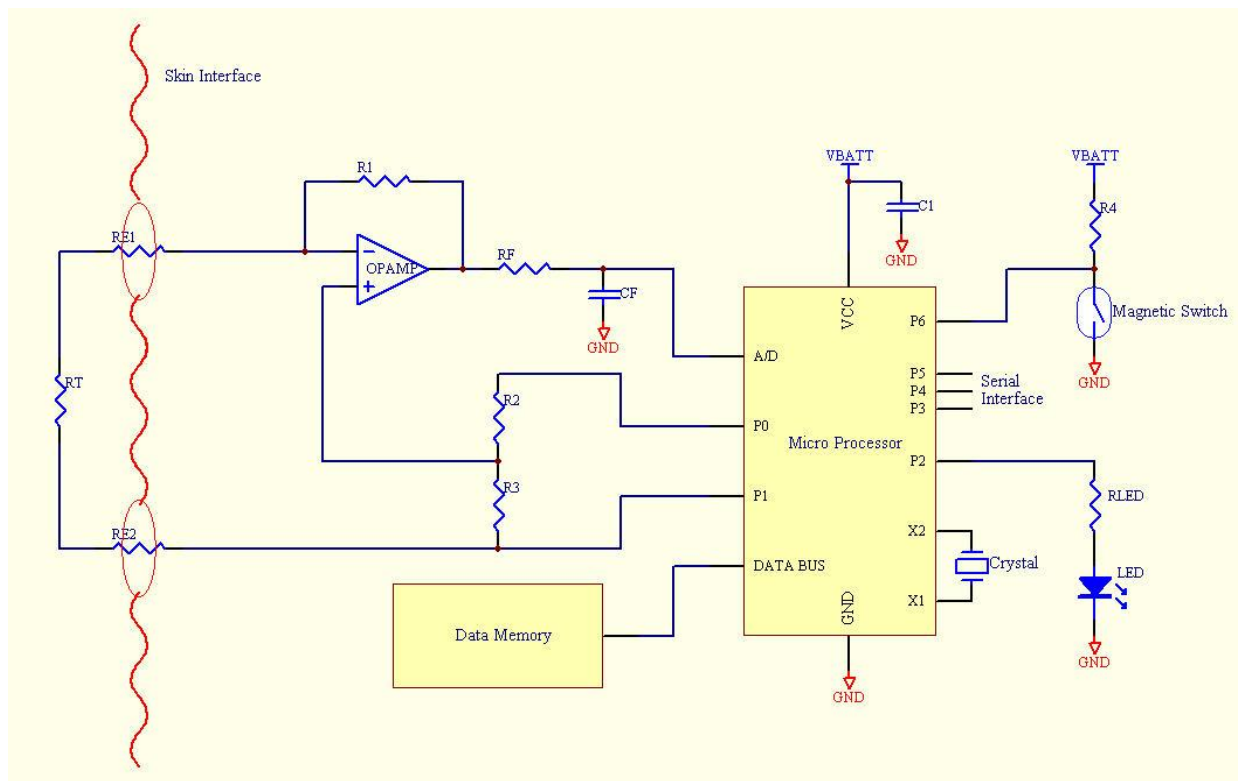 Skin Interface
R1
VBATT
VBATT
C1
R4
RE1
OPAMP
RF
CF
GND
GND
VCC
P6
Magnetic Switch
GND
A/D
RT
P5
P4
P3
Serial
Interface
R2
P0
Micro Processor
P2
R3
P1
RLED
RE2
X2
DATA BUS
Crystal
LED
X1
GND
Data Memory
GND
GND